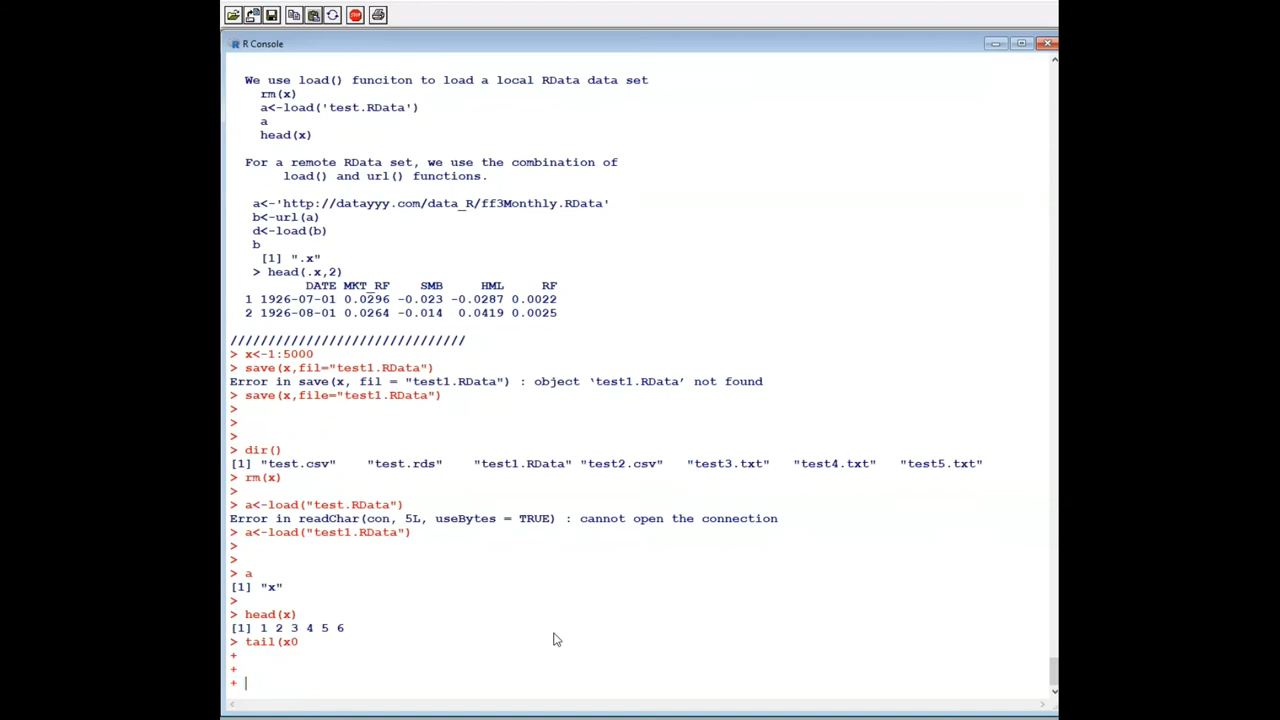 R Console
We use load() funciton to load a local RData data set
rm(x)
a<-load('test.RData')
a
head(x)
For a remote RData set, we use the combination of
load() and url() functions.
a<-'http://datayyy.com/data_R/ff3Monthly.RData'
b<-url(a)
d<-load(b)
b
[1] ".x"
> head(.x,2)
DATE MKT_RF SMB HML RF
1 1926-07-01 0.0296 -0.023 -0.0287 0.0022
2 1926-08-01 0.0264 -0.014 0.0419 0.0025
///////////////////////////////
> x<-1:5000
> save(x,fil="test1.RData")
Error in save(x, fil = "test1.RData") : object ‘test1.RData’ not found
> save(x,file="test1.RData")
>
>
>
> dir()
[1] "test.csv" "test.rds" "test1.RData" "test2.csv" "test3.txt" "test4.txt" "test5.txt"
> rm(x)
>
> a<-load("test.RData")
Error in readChar(con, 5L, useBytes = TRUE) : cannot open the connection
> a<-load("test1.RData")
>
>
> a
[1] "x"
>
> head(x)
[1] 1 2 3 4 5 6
> tail(x0
+
+
+